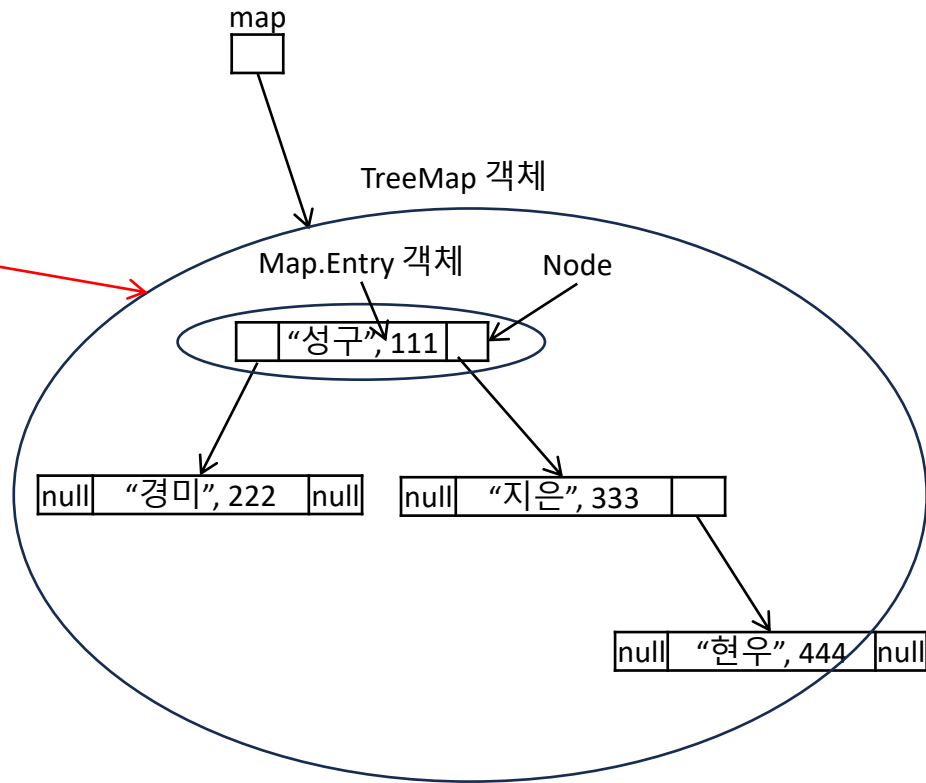 map
TreeMap 객체
Map.Entry 객체
Node
“성구”, 111
null “경미”, 222 null
null “지은”, 333
null “현우”, 444 null